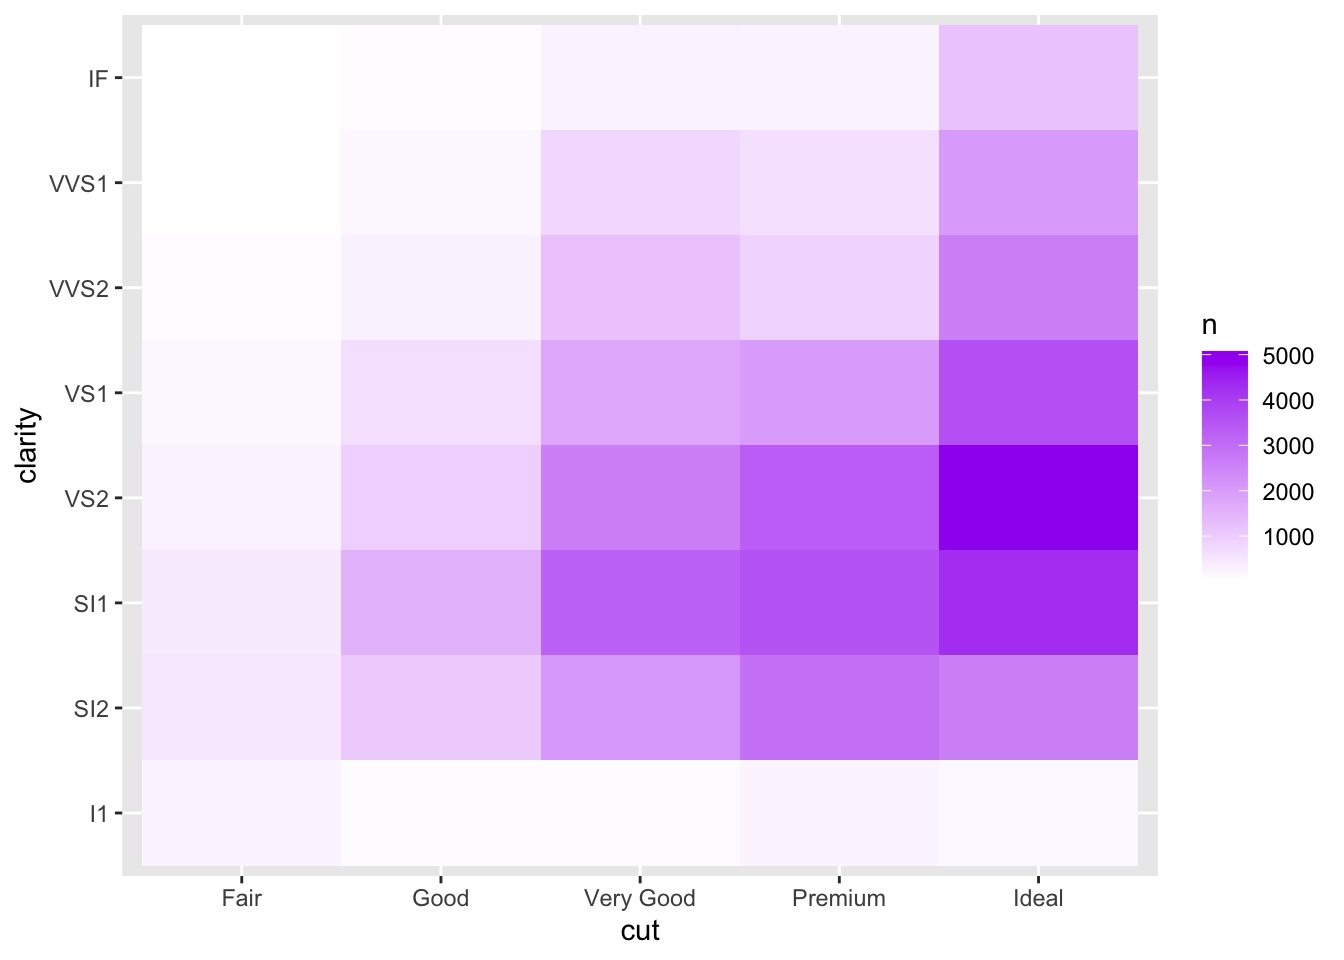 clarity
IF
VVS1
VVS2
VS1
VS2
SI1
SI2
I1
Fair Good Very Good Premium Ideal
cut
n
5000
4000
3000
2000
1000